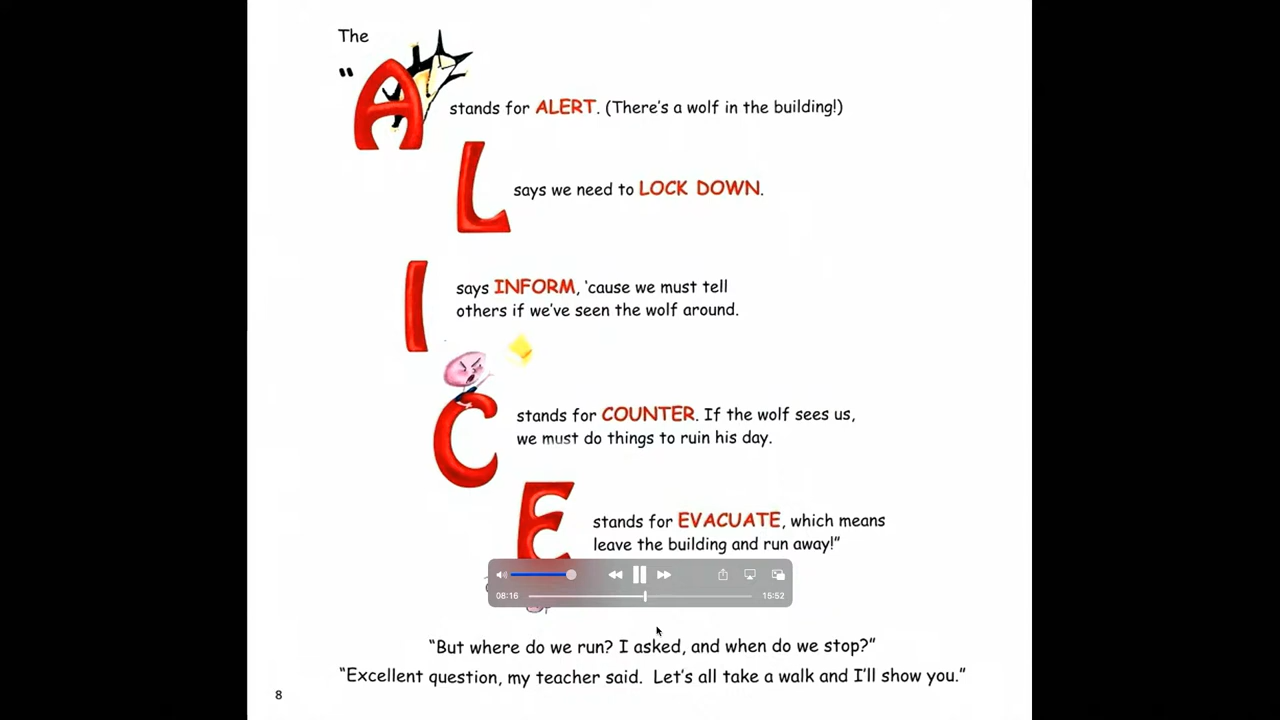 The
"A stands for ALERT. (There's a wolf in the building!)
L says we need to LOCK DOWN.
I says INFORM, 'cause we must tell
others if we've seen the wolf around.
C stands for COUNTER. If the wolf sees us,
we must do things to ruin his day.
E stands for EVACUATE, which means
leave the building and run away!"
08:16 15:52
"But where do we run? I asked, and when do we stop?"
"Excellent question, my teacher said. Let's all take a walk and I'll show you."
8